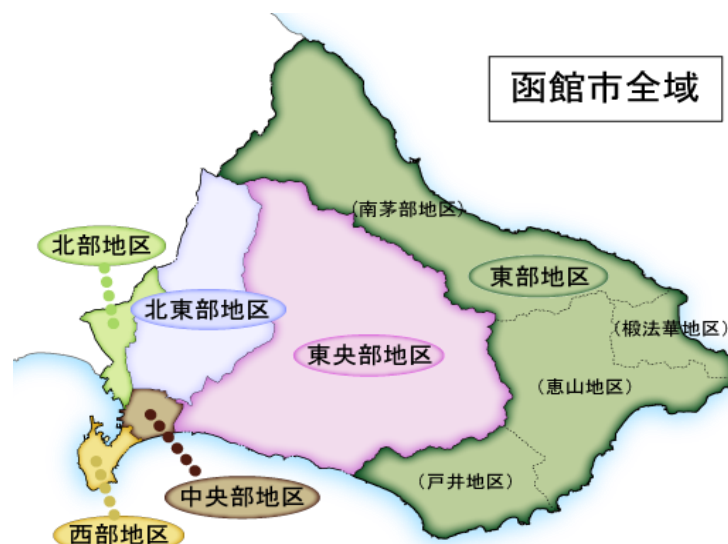 函館市全域
(南茅部地区)
北部地区
東部地区
北東部地区
(椴法華地区)
東央部地区
(恵山地区)
(戸井地区)
中央部地区
西部地区